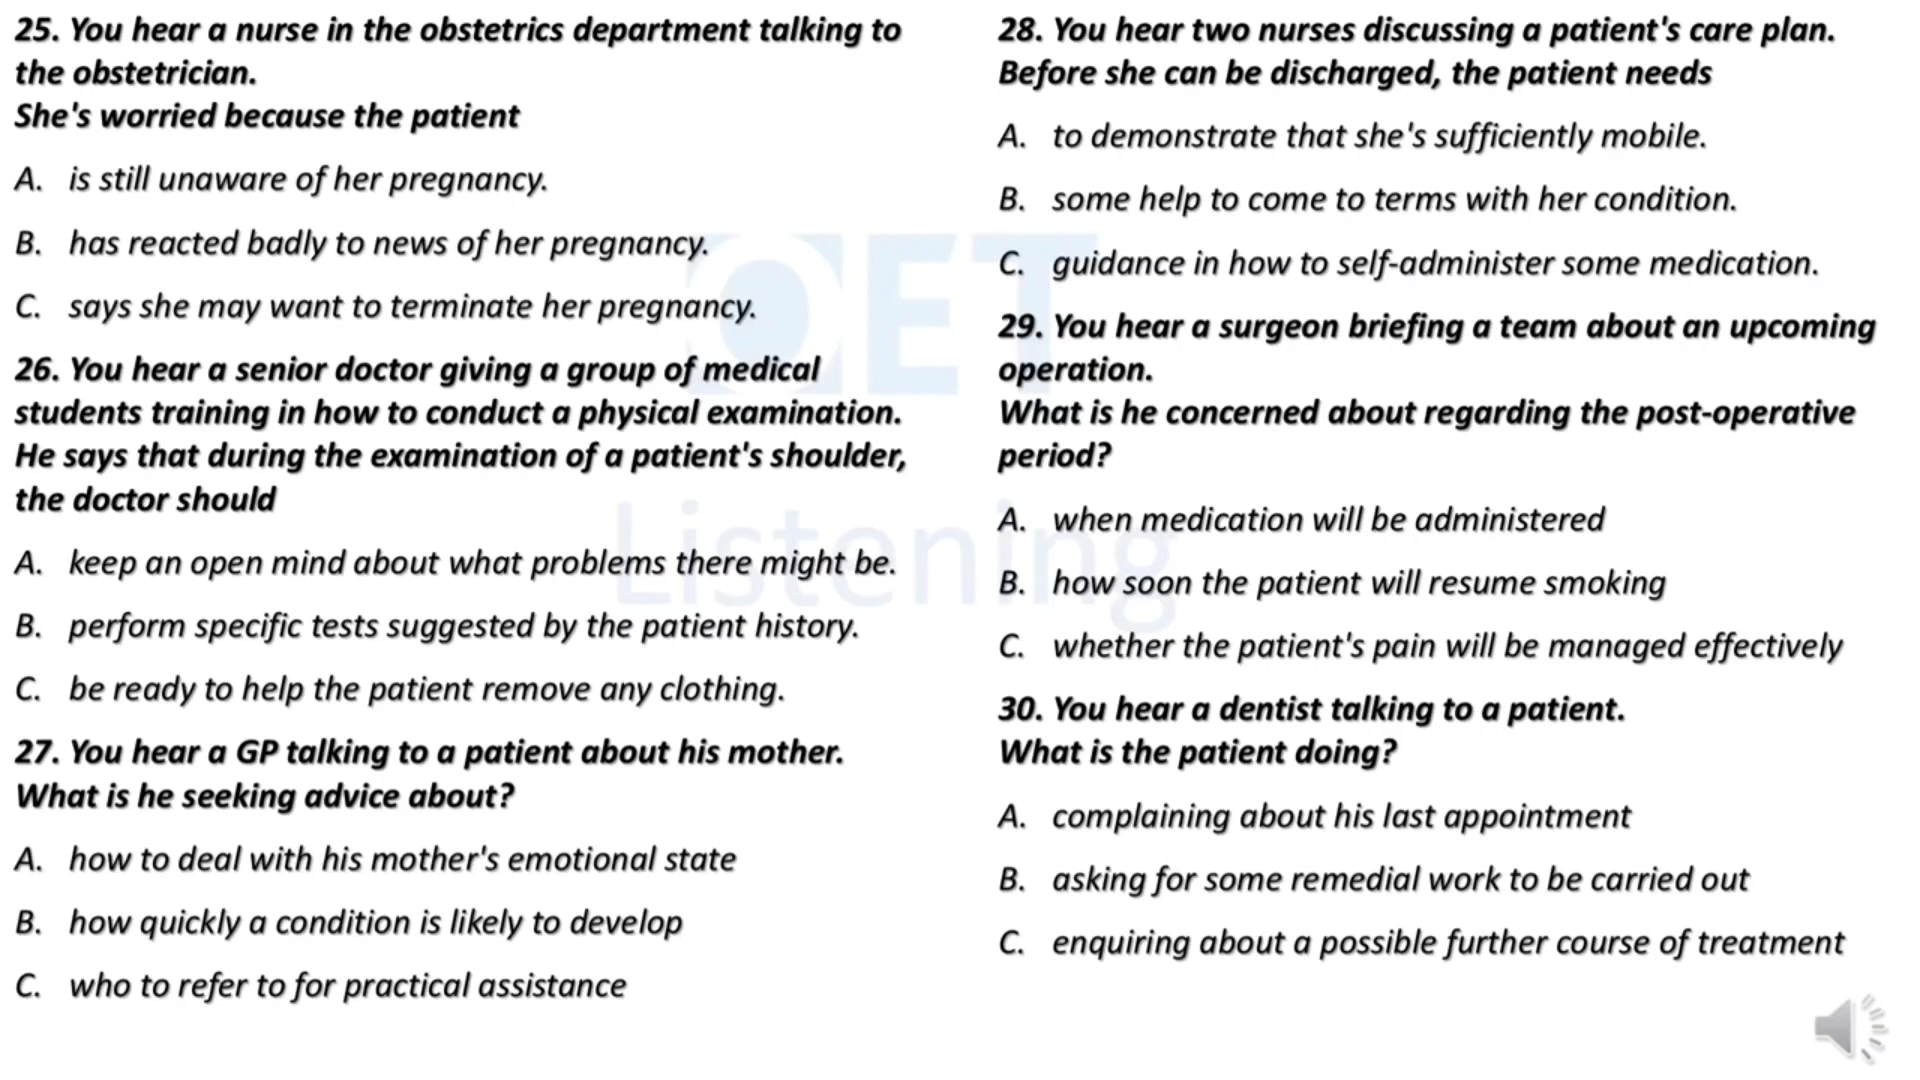 25. You hear a nurse in the obstetrics department talking to
the obstetrician.
She's worried because the patient
A. is still unaware of her pregnancy.
B. has reacted badly to news of her pregnancy.
C. says she may want to terminate her pregnancy.
26. You hear a senior doctor giving a group of medical
students training in how to conduct a physical examination.
He says that during the examination of a patient's shoulder,
the doctor should
A. keep an open mind about what problems there might be.
B. perform specific tests suggested by the patient history.
C. be ready to help the patient remove any clothing.
27. You hear a GP talking to a patient about his mother.
What is he seeking advice about?
A. how to deal with his mother's emotional state
B. how quickly a condition is likely to develop
C. who to refer to for practical assistance
28. You hear two nurses discussing a patient's care plan.
Before she can be discharged, the patient needs
A. to demonstrate that she's sufficiently mobile.
B. some help to come to terms with her condition.
C. guidance in how to self-administer some medication.
29. You hear a surgeon briefing a team about an upcoming
operation.
What is he concerned about regarding the post-operative
period?
A. when medication will be administered
B. how soon the patient will resume smoking
C. whether the patient's pain will be managed effectively
30. You hear a dentist talking to a patient.
What is the patient doing?
A. complaining about his last appointment
B. asking for some remedial work to be carried out
C. enquiring about a possible further course of treatment
OET
Listening